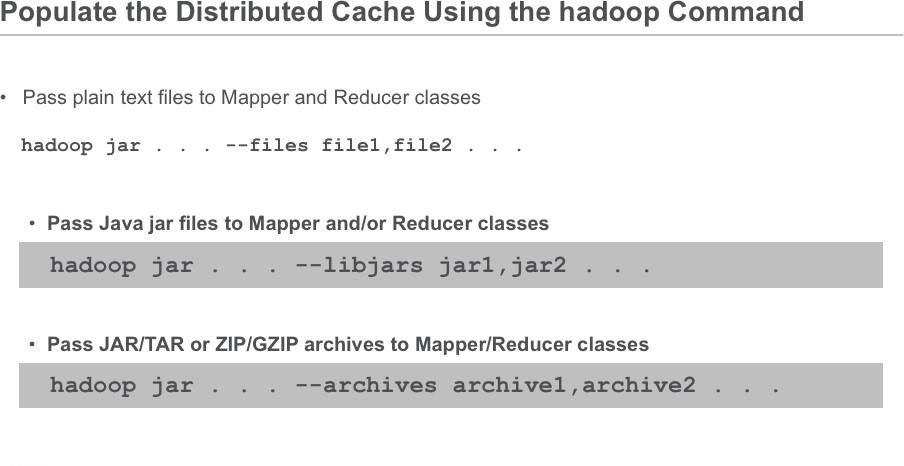 Populate the Distributed Cache Using the hadoop Command
• Pass plain text files to Mapper and Reducer classes
hadoop jar . . . --files file1,file2 . . .
• Pass Java jar files to Mapper and/or Reducer classes
hadoop jar . . . --libjars jar1,jar2 . . .
• Pass JAR/TAR or ZIP/GZIP archives to Mapper/Reducer classes
hadoop jar . . . --archives archive1,archive2 . . .